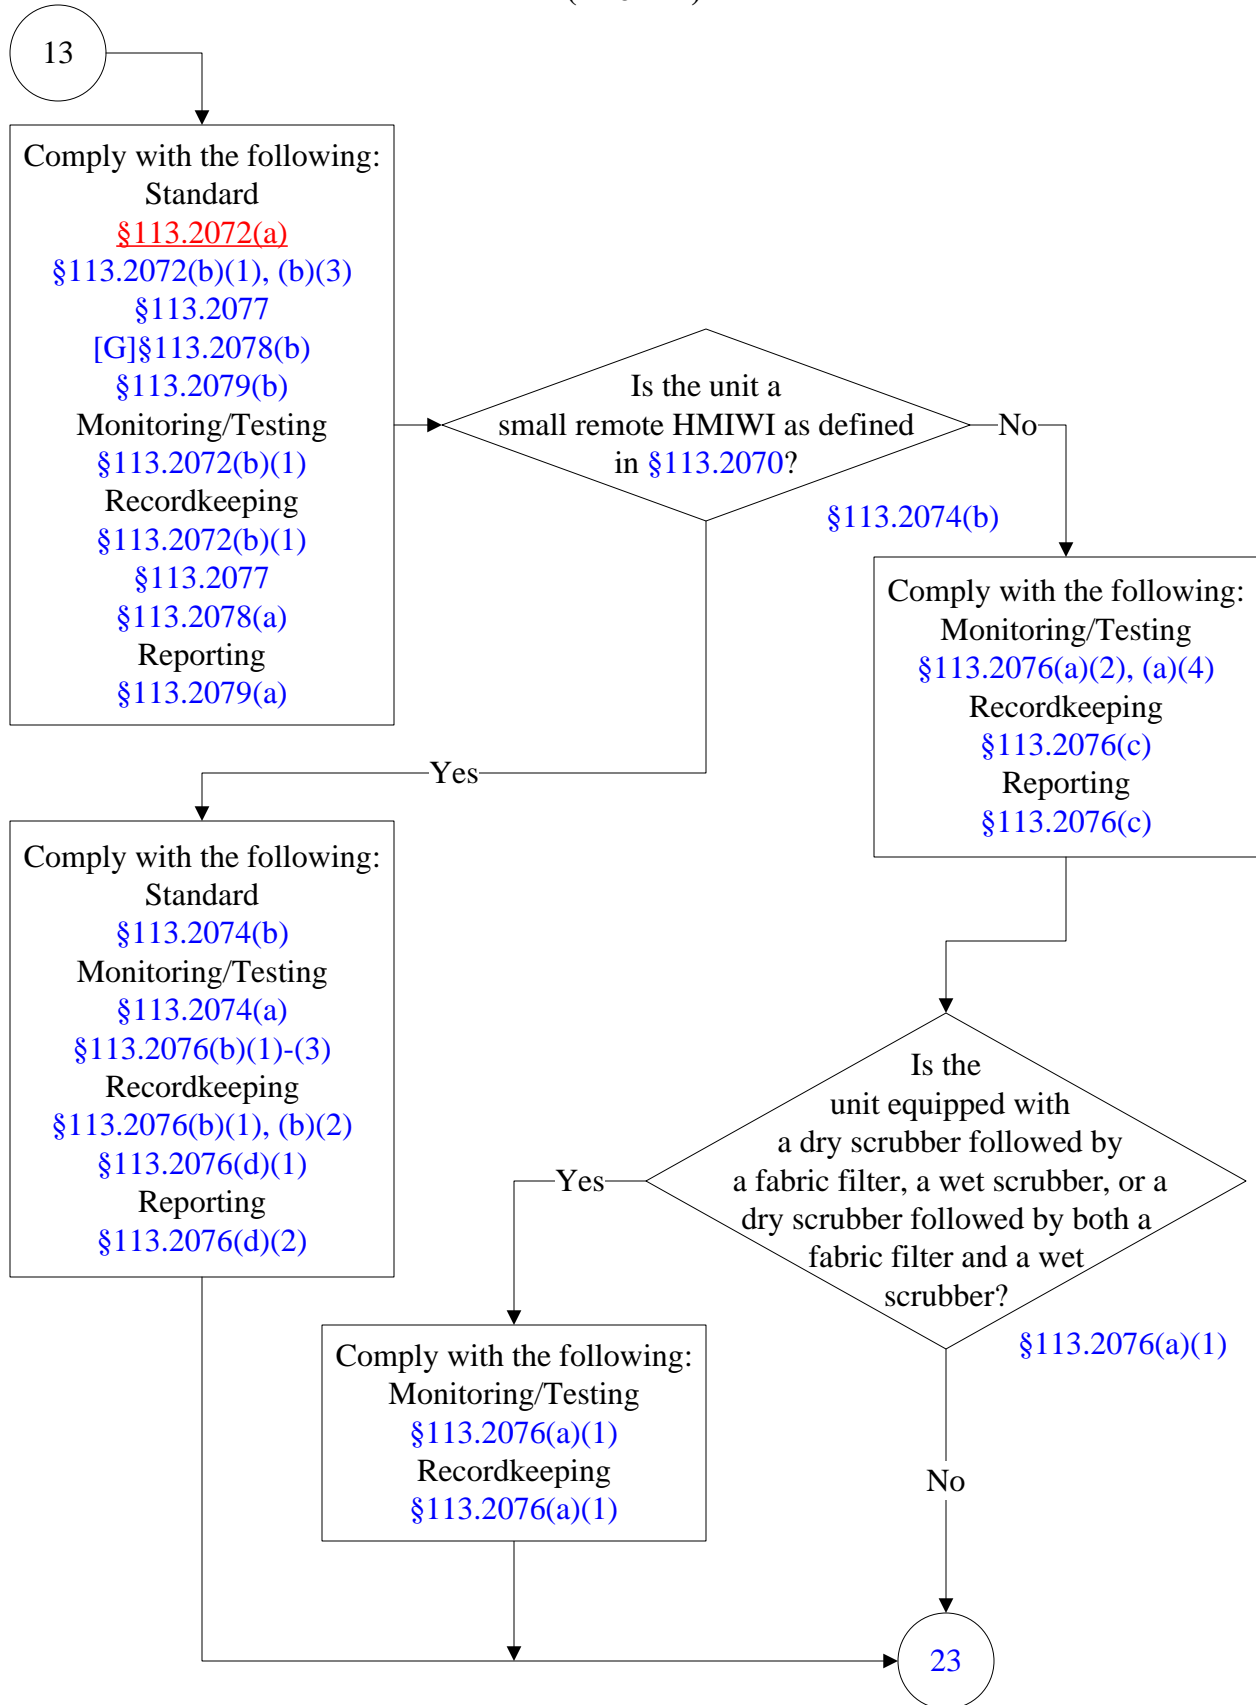 13
Comply with the following:
Standard
§113.2072(a)
§113.2072(b)(1), (b)(3)
§113.2077
[G]§113.2078(b)
§113.2079(b)
Monitoring/Testing
§113.2072(b)(1)
Recordkeeping
§113.2072(b)(1)
§113.2077
§113.2078(a)
Reporting
§113.2079(a)
Is the unit a
small remote HMIWI as defined
in §113.2070?
No
§113.2074(b)
Comply with the following:
Monitoring/Testing
§113.2076(a)(2), (a)(4)
Recordkeeping
§113.2076(c)
Reporting
§113.2076(c)
Yes
Comply with the following:
Standard
§113.2074(b)
Monitoring/Testing
§113.2074(a)
§113.2076(b)(1)-(3)
Recordkeeping
§113.2076(b)(1), (b)(2)
§113.2076(d)(1)
Reporting
§113.2076(d)(2)
Is the
unit equipped with
a dry scrubber followed by
a fabric filter, a wet scrubber, or a
dry scrubber followed by both a
fabric filter and a wet
scrubber?
Yes
§113.2076(a)(1)
Comply with the following:
Monitoring/Testing
§113.2076(a)(1)
Recordkeeping
§113.2076(a)(1)
No
23